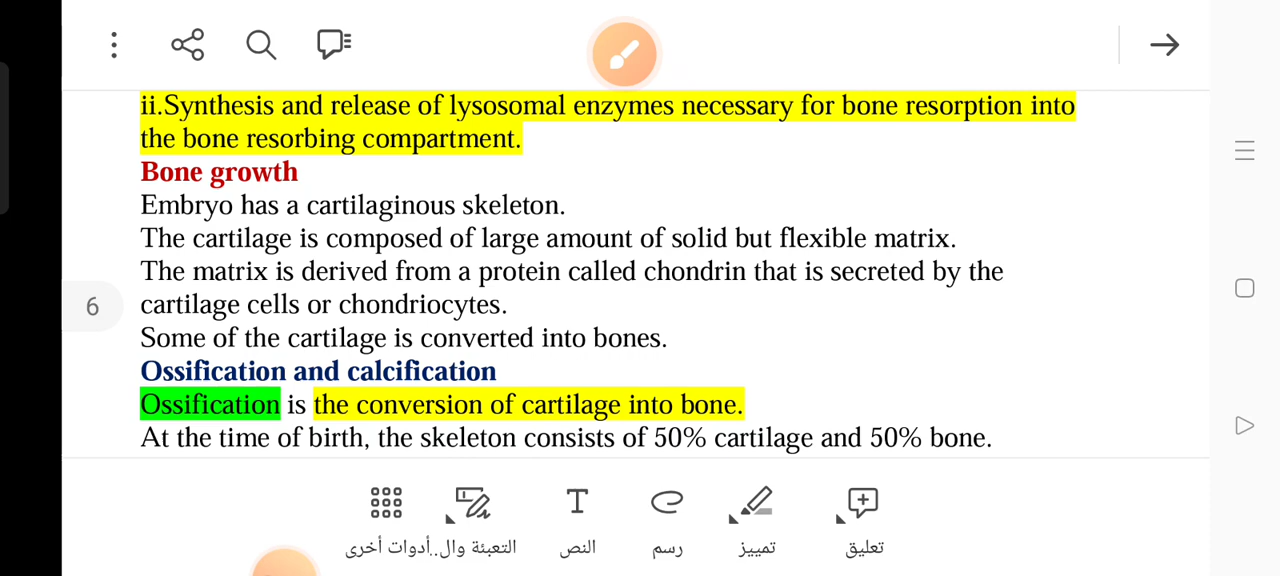 ii.Synthesis and release of lysosomal enzymes necessary for bone resorption into
the bone resorbing compartment.
Bone growth
Embryo has a cartilaginous skeleton.
The cartilage is composed of large amount of solid but flexible matrix.
The matrix is derived from a protein called chondrin that is secreted by the
cartilage cells or chondriocytes.
6
Some of the cartilage is converted into bones.
Ossification and calcification
Ossification is the conversion of cartilage into bone.
At the time of birth, the skeleton consists of 50% cartilage and 50% bone.
تعليق
تمييز
رسم
النص
التعبئة وال..
أدوات أخرى